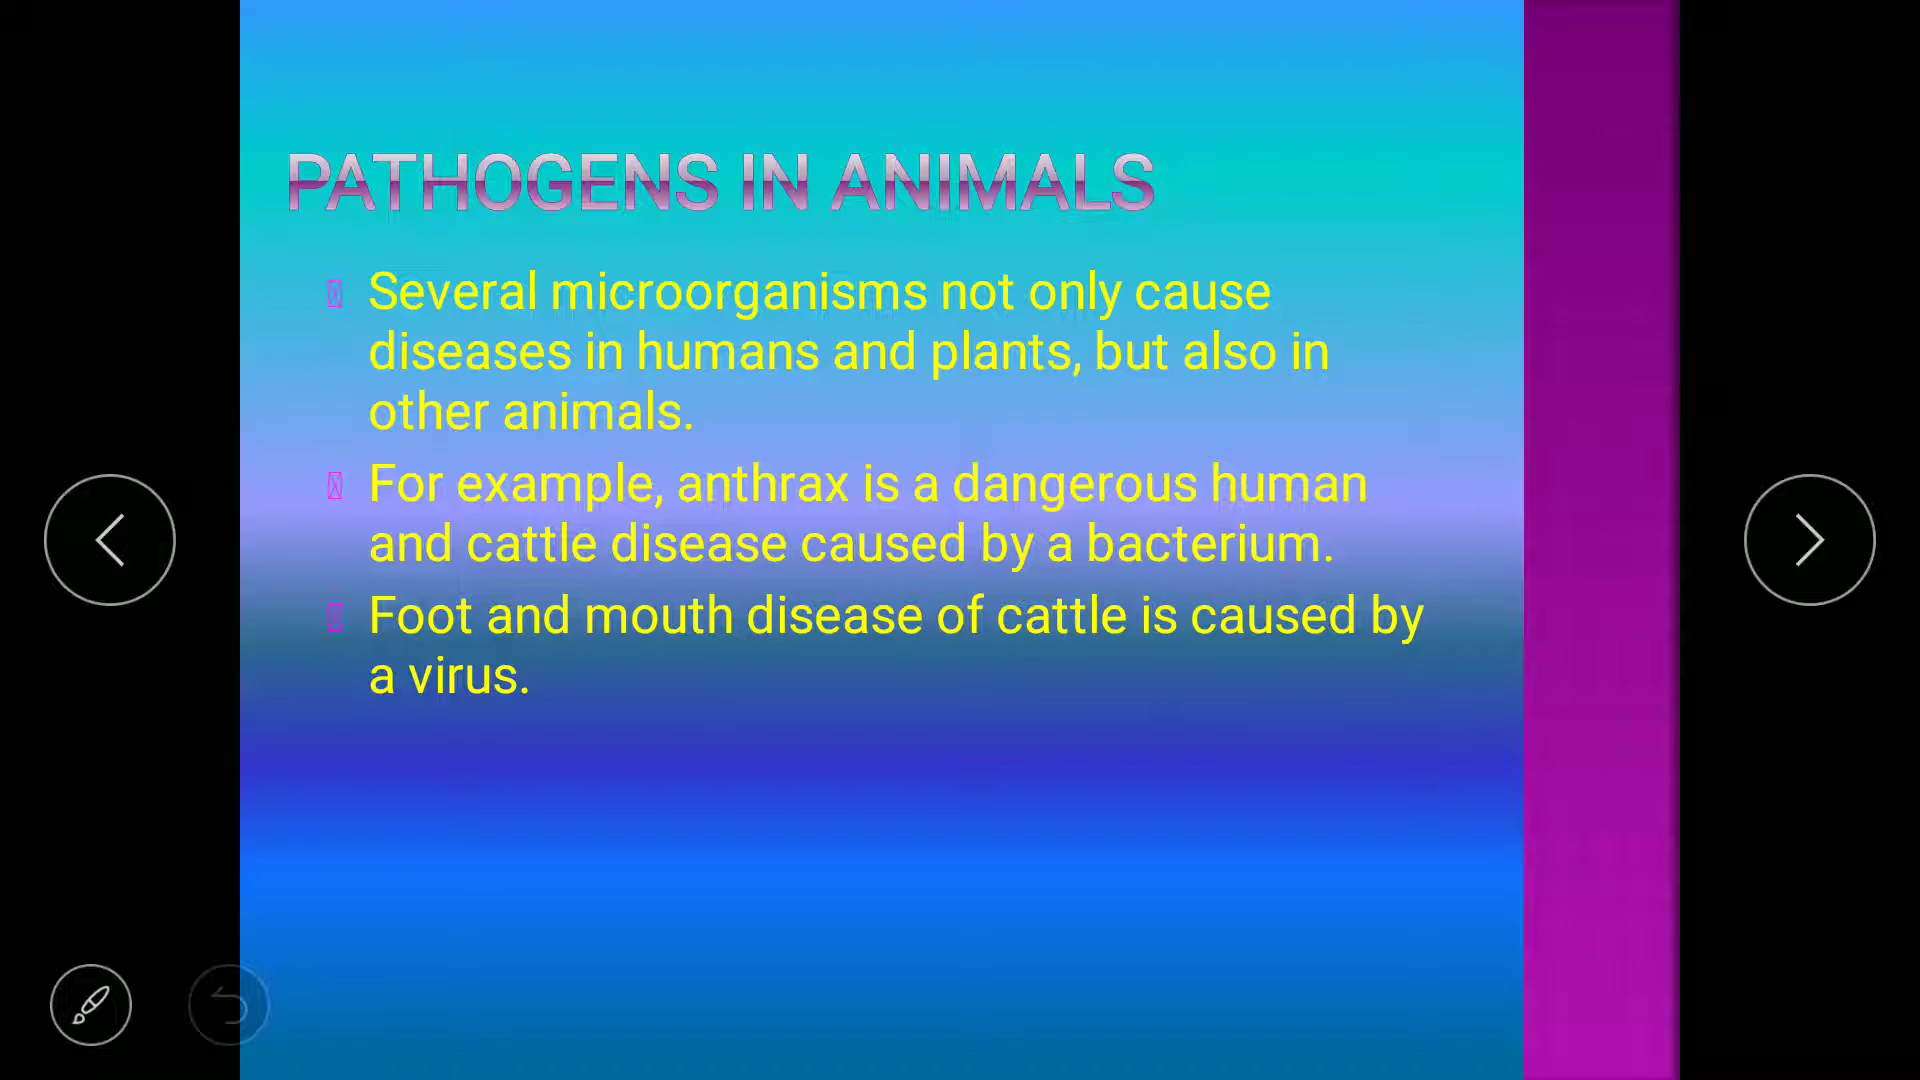 PATHOGENS IN ANIMALS
Several microorganisms not only cause
diseases in humans and plants, but also in
other animals.
For example, anthrax is a dangerous human
and cattle disease caused by a bacterium.
Foot and mouth disease of cattle is caused by
a virus.